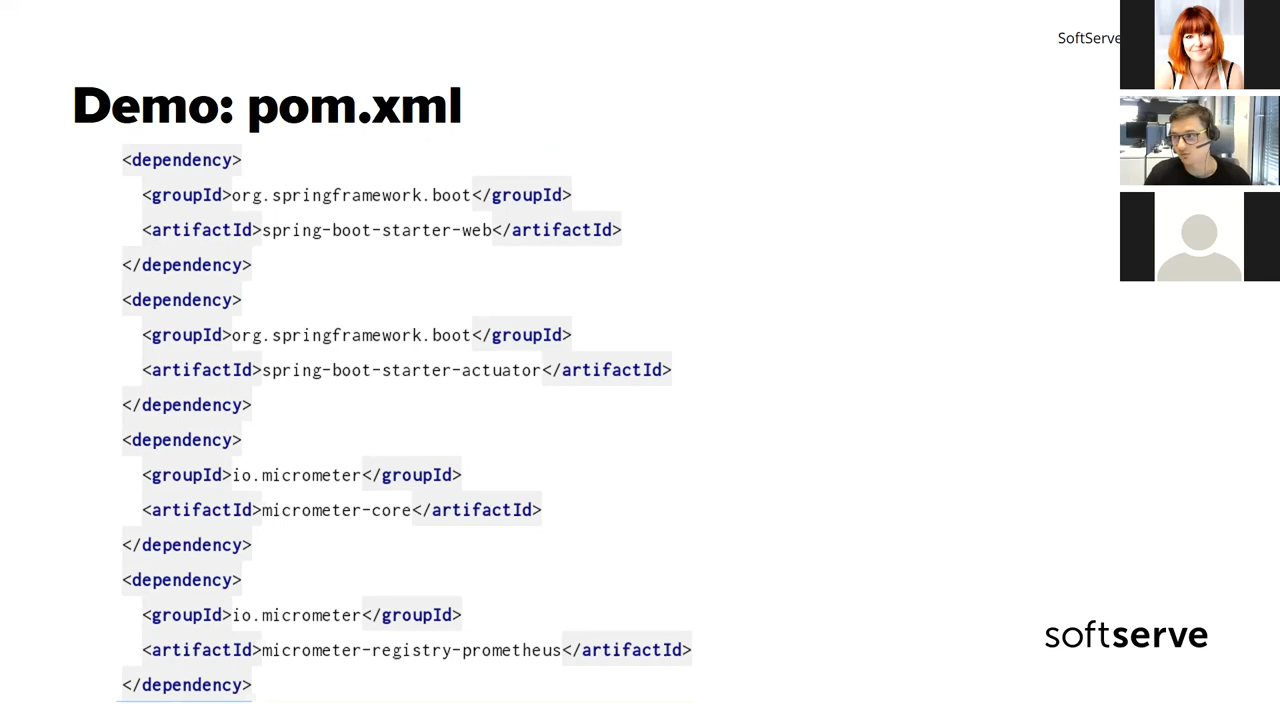 SoftServe
Demo: pom.xml
<dependency>
<groupId>org.springframework.boot</groupId>
<artifactId>spring-boot-starter-web</artifactId>
</dependency>
<dependency>
<groupId>org.springframework.boot</groupId>
<artifactId>spring-boot-starter-actuator</artifactId>
</dependency>
<dependency>
<groupId>io.micrometer</groupId>
<artifactId>micrometer-core</artifactId>
</dependency>
<dependency>
<groupId>io.micrometer</groupId>
<artifactId>micrometer-registry-prometheus</artifactId>
</dependency>
softserve